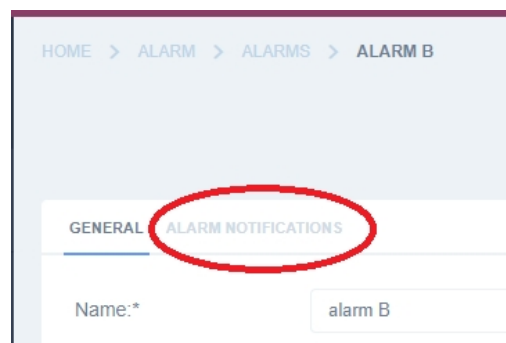 HOME > ALARM > ALARMS > ALARM B
GENERAL ALARM NOTIFICATIONS
Name:* alarm B